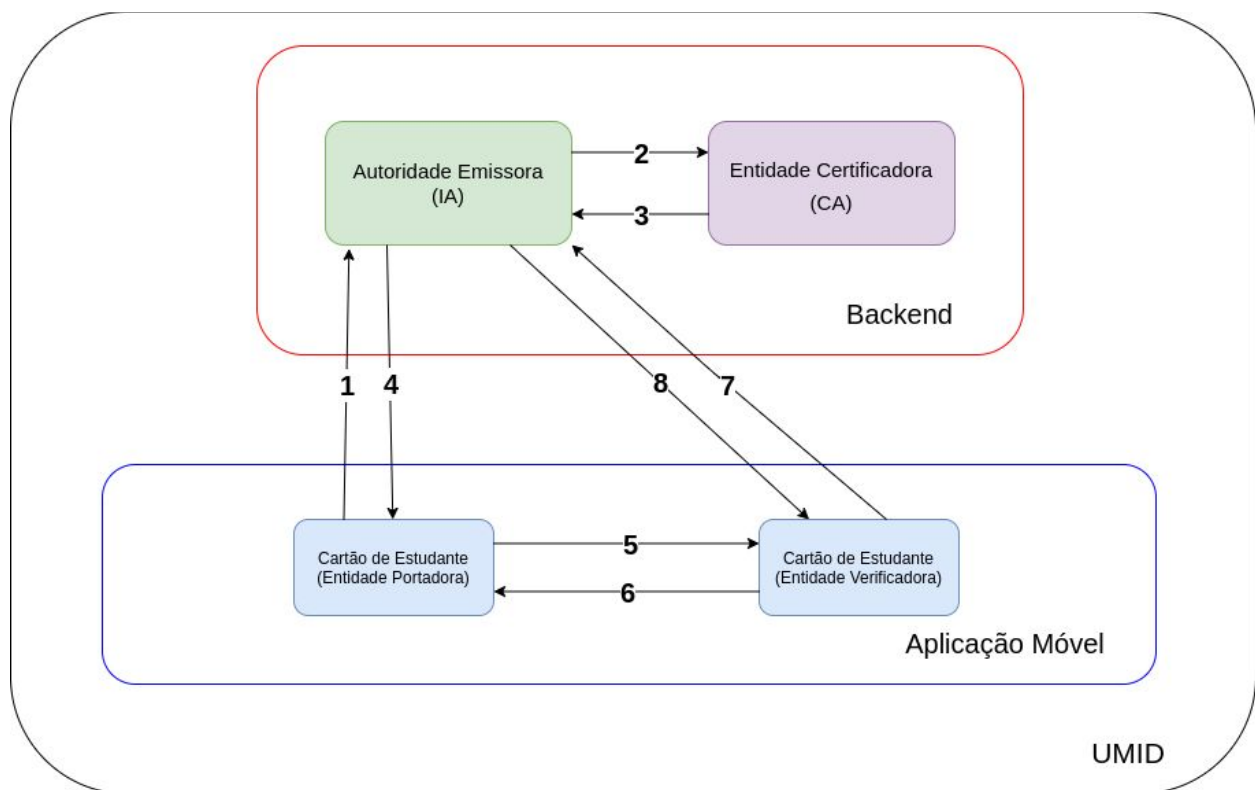 Autoridade Emissora
(IA)
2
Entidade Certificadora
(CA)
3
Backend
1
4
8
7
Cartão de Estudante
(Entidade Portadora)
5
Cartão de Estudante
(Entidade Verificadora)
6
Aplicação Móvel
UMID